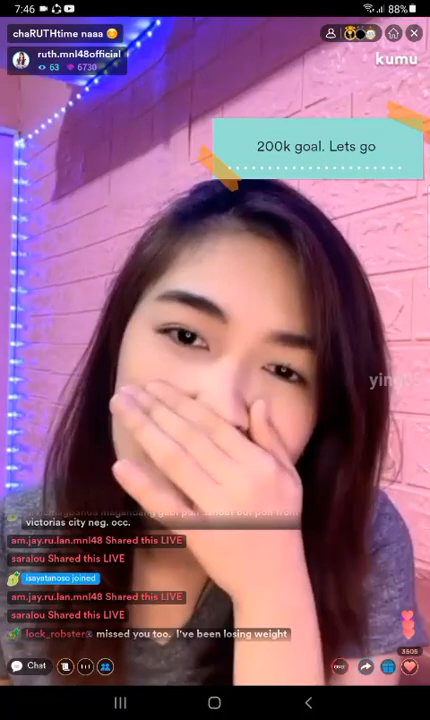 7:46
88%
chaRUTHtime naaa
ruth.mnl48official
63 6730
kumu
200k goal. Lets go
victorias city neg. occ.
am.jay.ru.lan.mnl48 Shared this LIVE
saralou Shared this LIVE
isayatanoso joined
am.jay.ru.lan.mnl48 Shared this LIVE
saralou Shared this LIVE
lock_robster missed you too. I've been losing weight
3505
Chat